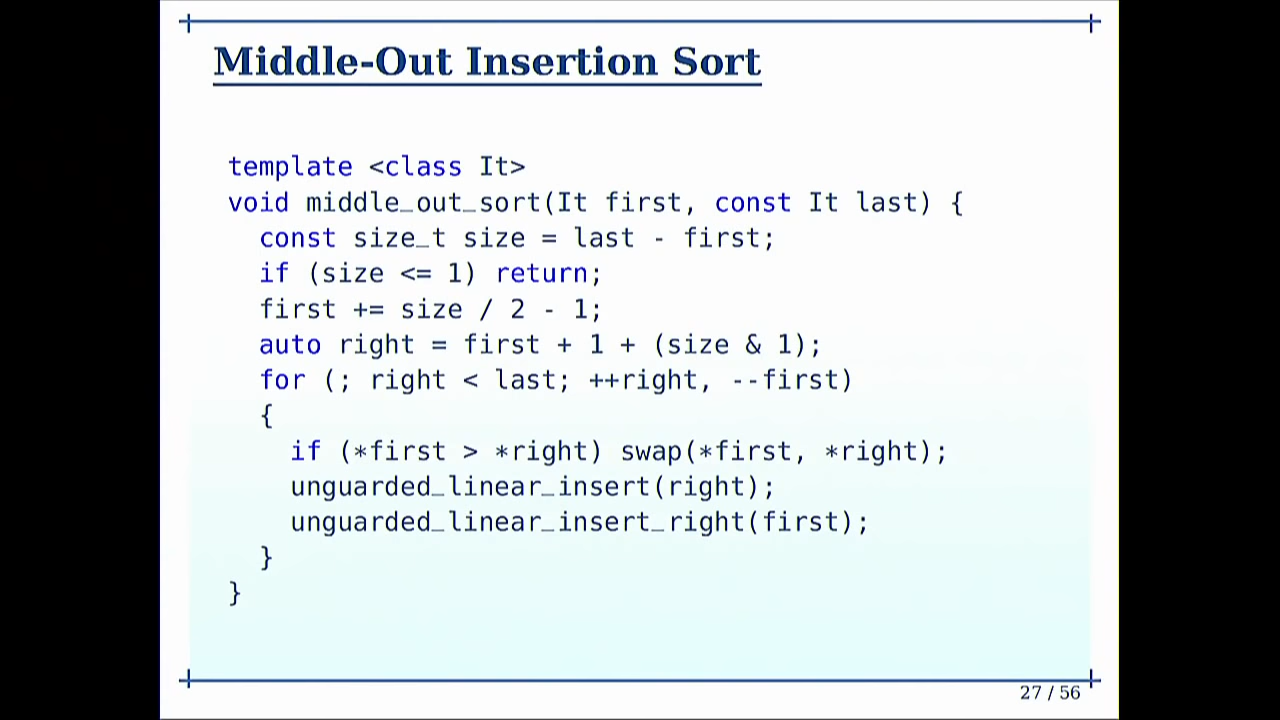 Middle-Out Insertion Sort
template <class It>
void middle_out_sort(It first, const It last) {
  const size_t size = last - first;
  if (size <= 1) return;
  first += size / 2 - 1;
  auto right = first + 1 + (size & 1);
  for (; right < last; ++right, --first)
  {
    if (*first > *right) swap(*first, *right);
    unguarded_linear_insert(right);
    unguarded_linear_insert_right(first);
  }
}
27 / 56